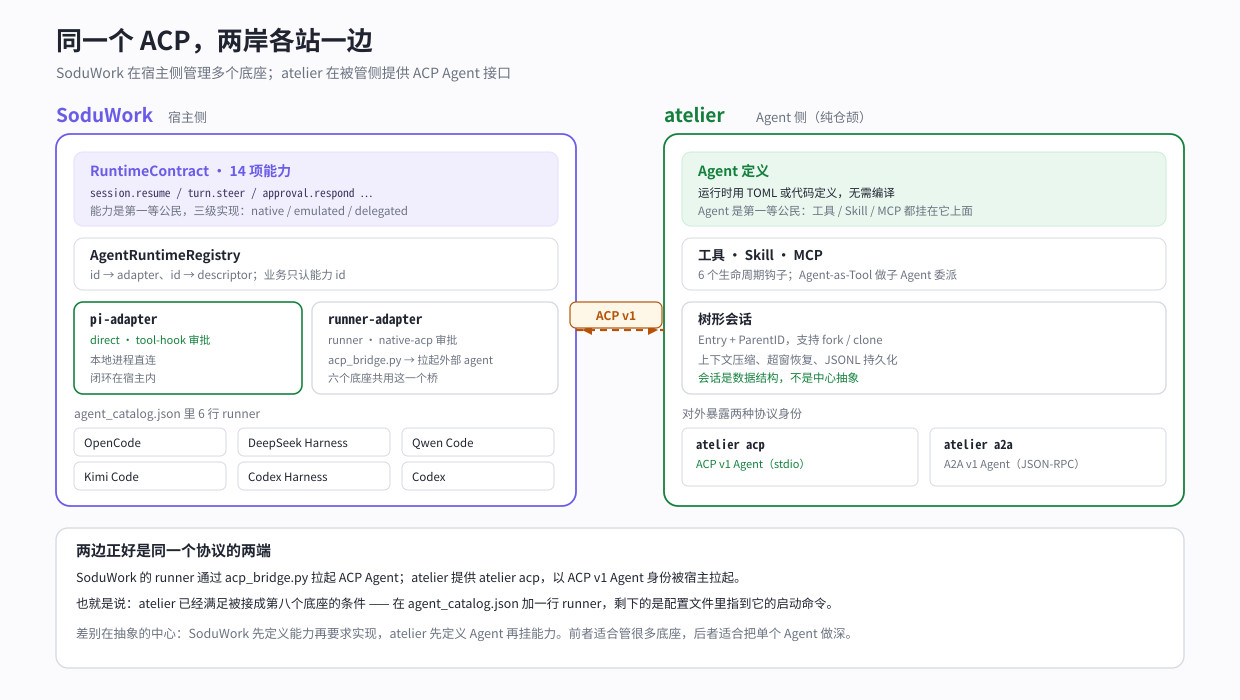 同一个 ACP，两岸各站一边
SoduWork 在宿主侧管理多个底座；atelier 在被管侧提供 ACP Agent 接口
SoduWork 宿主侧
RuntimeContract · 14 项能力
session.resume / turn.steer / approval.respond ...
能力是第一等公民，三级实现：native / emulated / delegated
AgentRuntimeRegistry
id → adapter、id → descriptor；业务只认能力 id
pi-adapter
direct · tool-hook 审批
本地进程直连
闭环在宿主内
runner-adapter
runner · native-acp 审批
acp_bridge.py → 拉起外部 agent
六个底座共用这一个桥
agent_catalog.json 里 6 行 runner
OpenCode
DeepSeek Harness
Qwen Code
Kimi Code
Codex Harness
Codex
ACP v1
atelier Agent 侧（纯仓颉）
Agent 定义
运行时用 TOML 或代码定义，无需编译
Agent 是第一等公民：工具 / Skill / MCP 都挂在它上面
工具 · Skill · MCP
6 个生命周期钩子；Agent-as-Tool 做子 Agent 委派
树形会话
Entry + ParentID，支持 fork / clone
上下文压缩、超窗恢复、JSONL 持久化
会话是数据结构，不是中心抽象
对外暴露两种协议身份
atelier acp
ACP v1 Agent（stdio）
atelier a2a
A2A v1 Agent（JSON-RPC）
两边正好是同一个协议的两端
SoduWork 的 runner 通过 acp_bridge.py 拉起 ACP Agent；atelier 提供 atelier acp，以 ACP v1 Agent 身份被宿主拉起。
也就是说：atelier 已经满足被接成第八个底座的条件 —— 在 agent_catalog.json 加一行 runner，剩下的是配置文件里指到它的启动命令。
差别在抽象的中心：SoduWork 先定义能力再要求实现，atelier 先定义 Agent 再挂能力。前者适合管很多底座，后者适合把单个 Agent 做深。